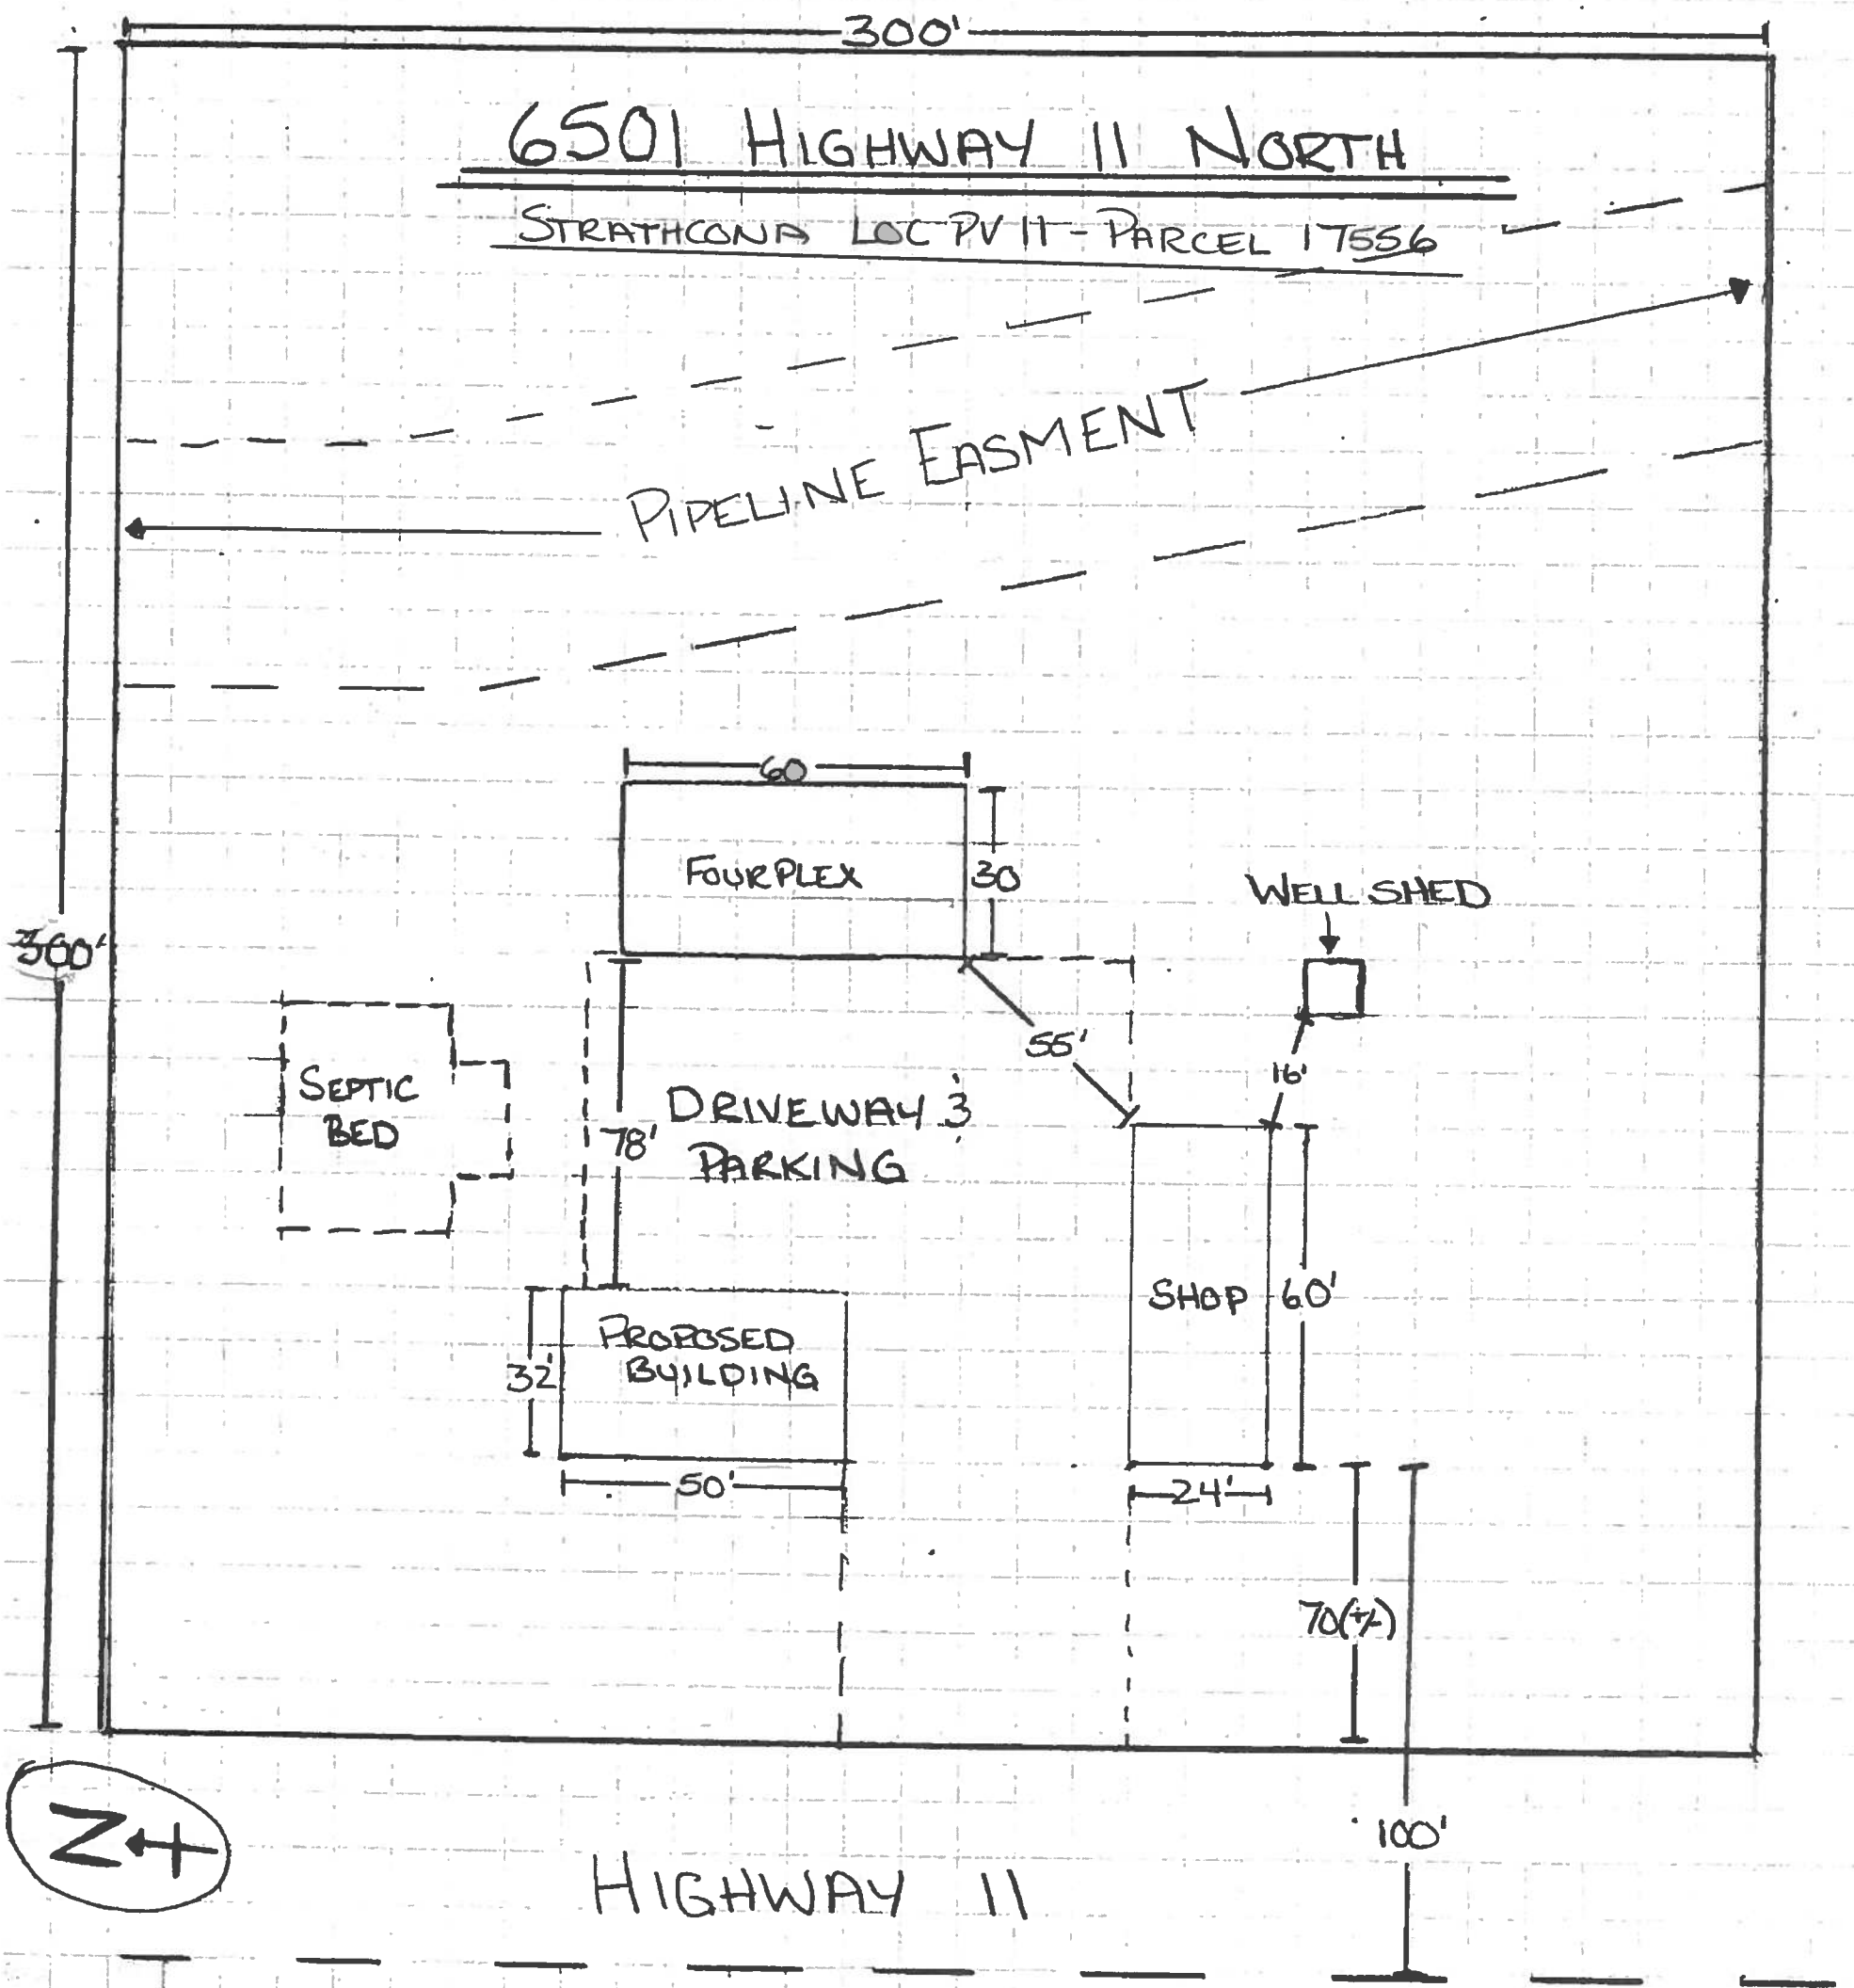 300'
6501 HIGHWAY 11 NORTH
STRATHCONA LOC PV 11 - PARCEL 17556
PIPELINE EASMENT
60
FOURPLEX
30
WELL SHED
300'
55'
16'
SEPTIC
BED
78'
DRIVEWAY &
PARKING
SHOP
60'
PROPOSED
BUILDING
32'
50'
24'
70(+/-)
N
100'
HIGHWAY 11